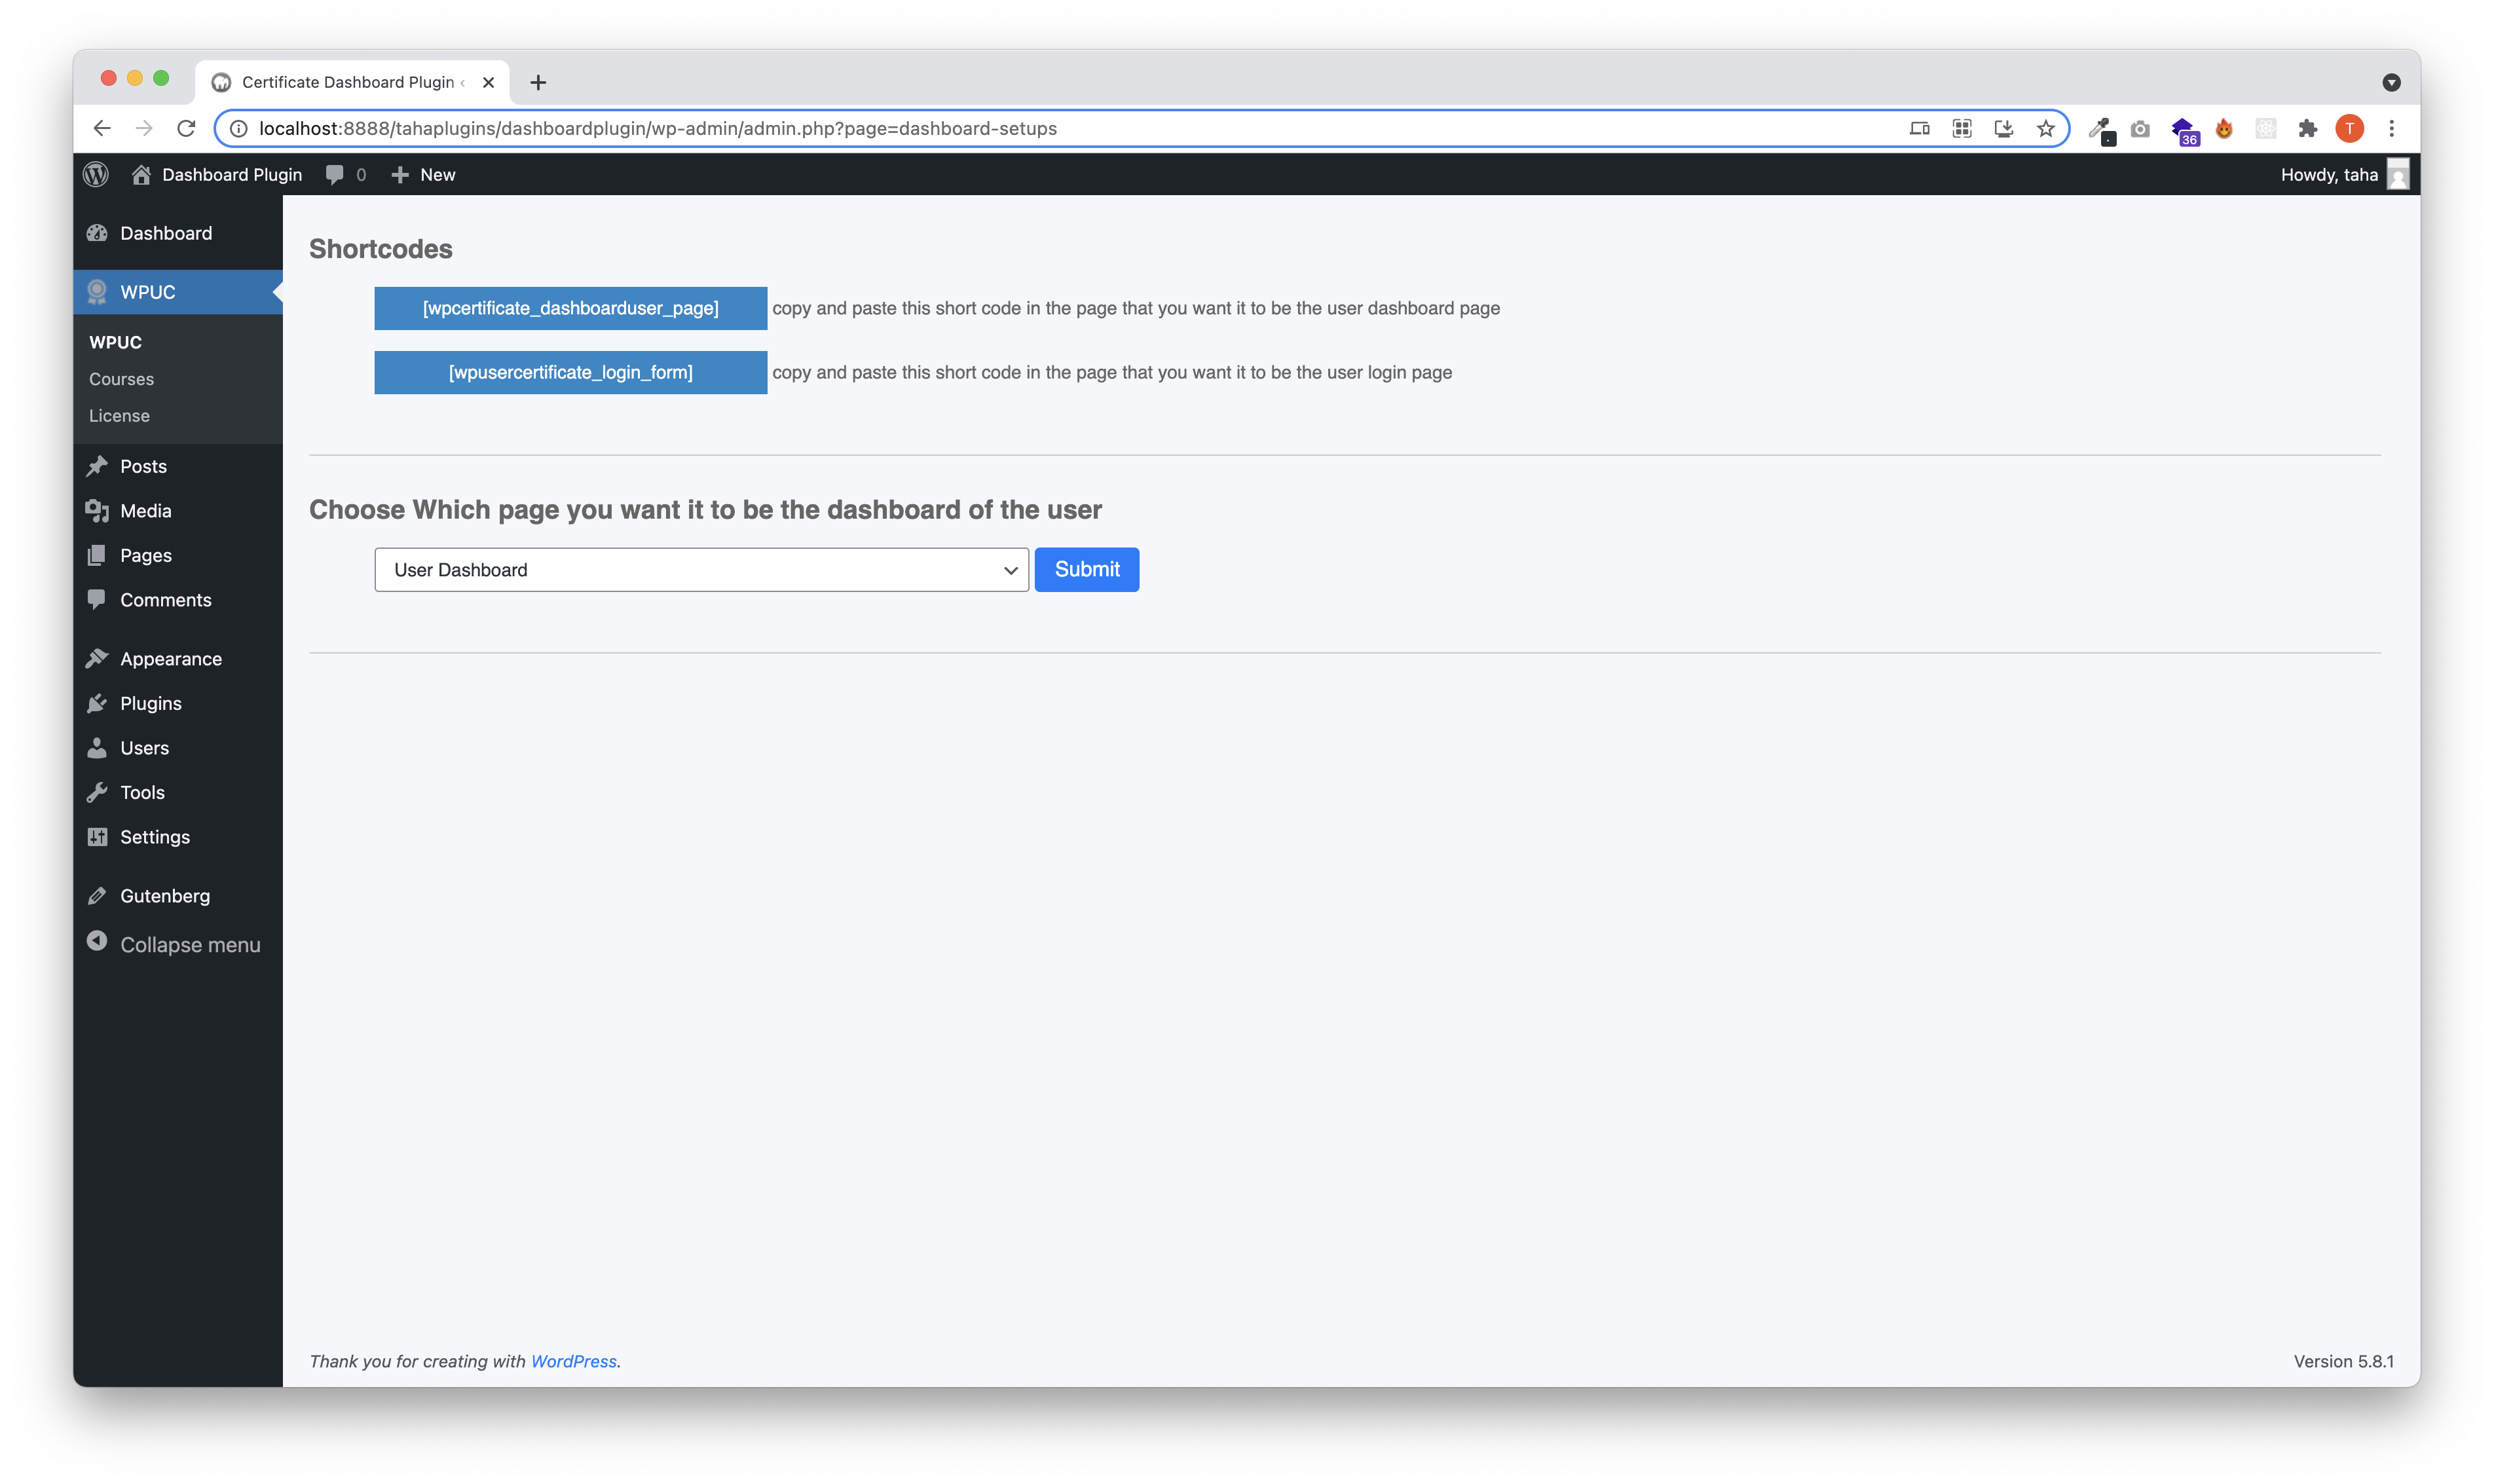 Certificate Dashboard Plugin ‹
localhost:8888/tahaplugins/dashboardplugin/wp-admin/admin.php?page=dashboard-setups
36
T
Dashboard Plugin
0
New
Howdy, taha
Dashboard
WPUC
WPUC
Courses
License
Posts
Media
Pages
Comments
Appearance
Plugins
Users
Tools
Settings
Gutenberg
Collapse menu
Shortcodes
[wpcertificate_dashboarduser_page] copy and paste this short code in the page that you want it to be the user dashboard page
[wpusercertificate_login_form] copy and paste this short code in the page that you want it to be the user login page
Choose Which page you want it to be the dashboard of the user
User Dashboard
Submit
Thank you for creating with WordPress.
Version 5.8.1